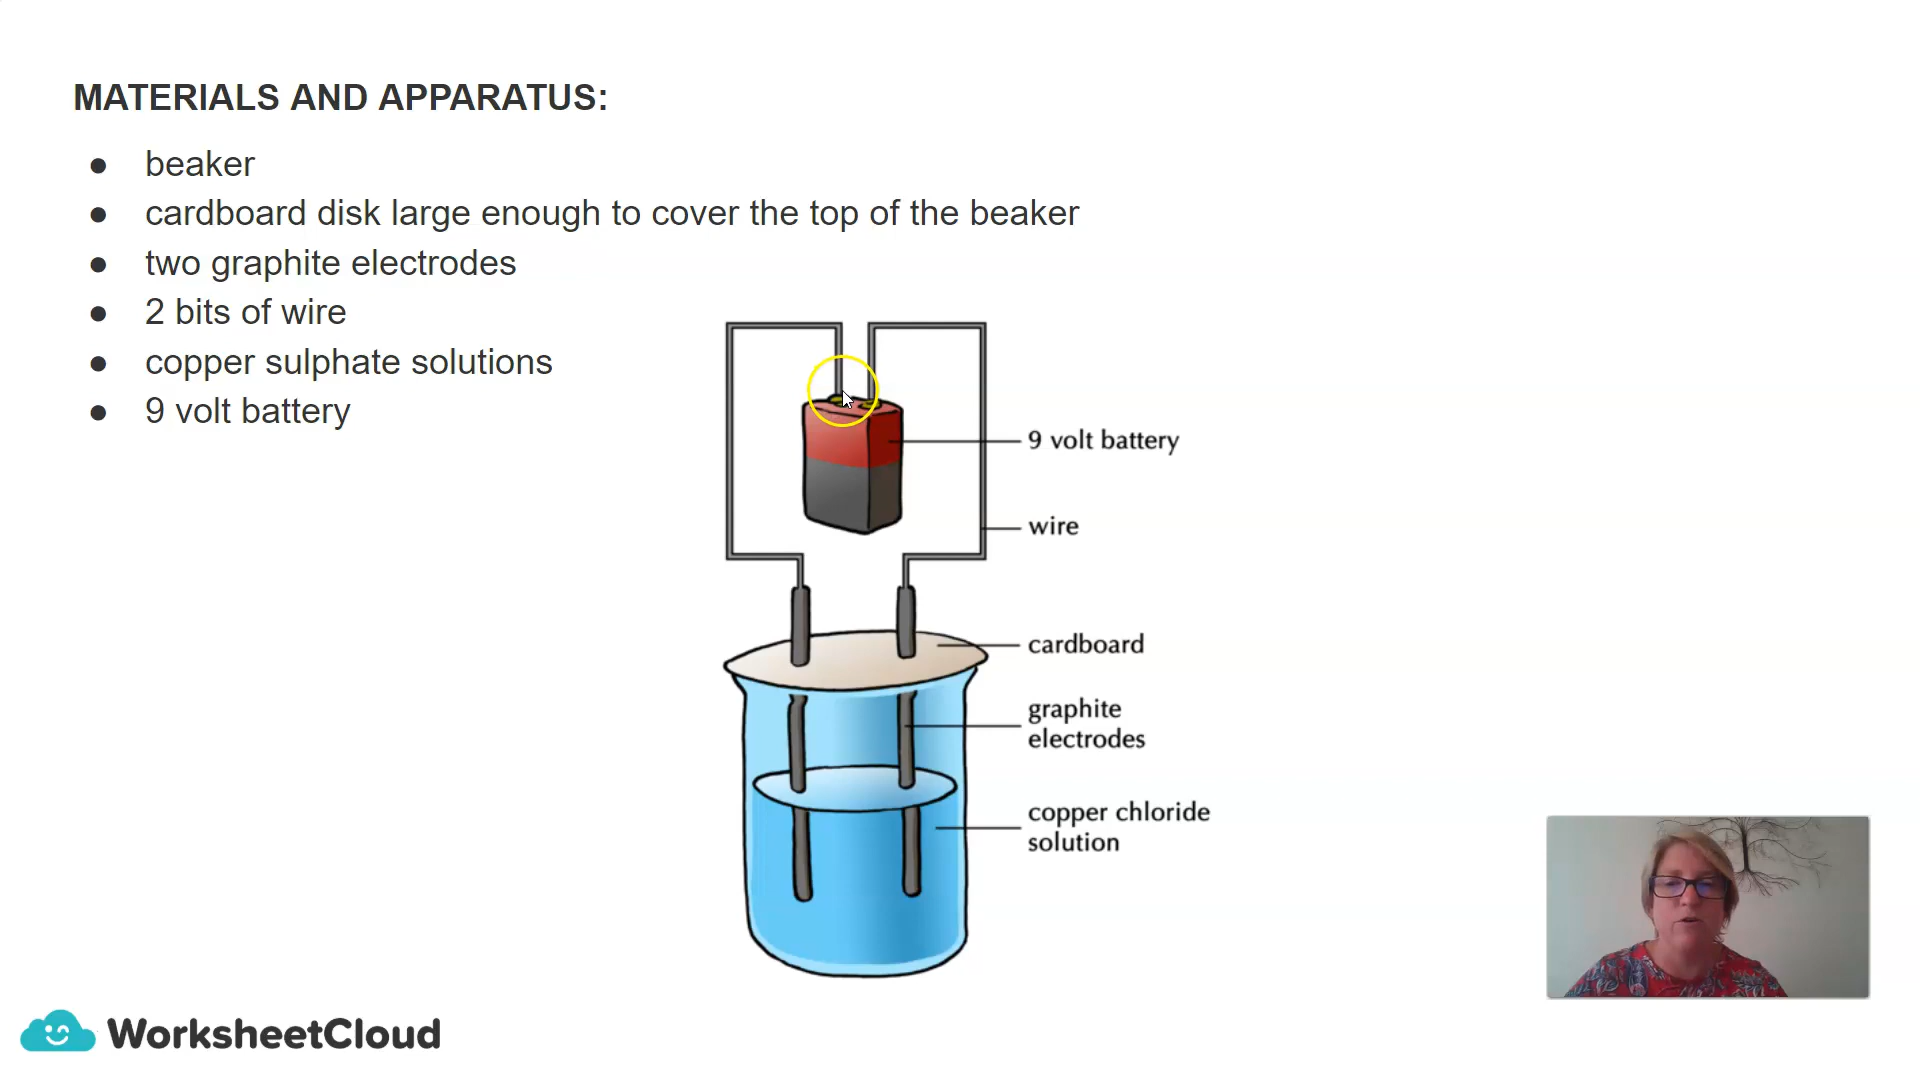 MATERIALS AND APPARATUS:
● beaker
● cardboard disk large enough to cover the top of the beaker
● two graphite electrodes
● 2 bits of wire
● copper sulphate solutions
● 9 volt battery
9 volt battery
wire
cardboard
graphite
electrodes
copper chloride
solution
WorksheetCloud